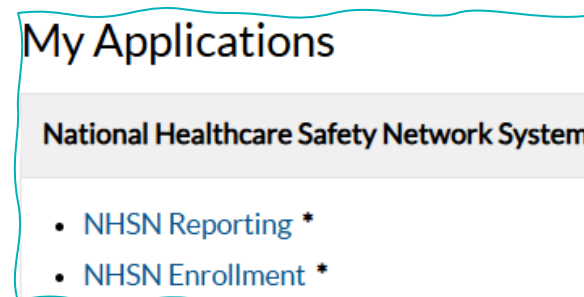 My Applications
National Healthcare Safety Network System
• NHSN Reporting *
• NHSN Enrollment *